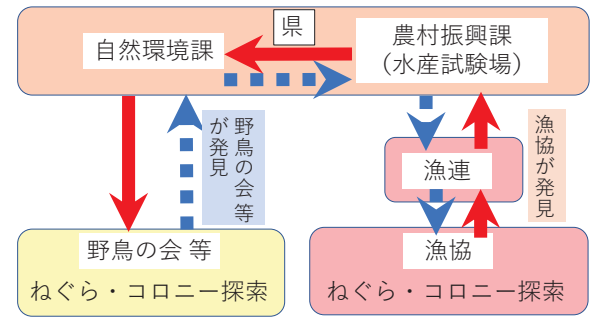 県
自然環境課
農村振興課
（水産試験場）
野鳥の会 等
が発見
漁協が発見
漁連
野鳥の会 等
ねぐら・コロニー探索
漁協
ねぐら・コロニー探索